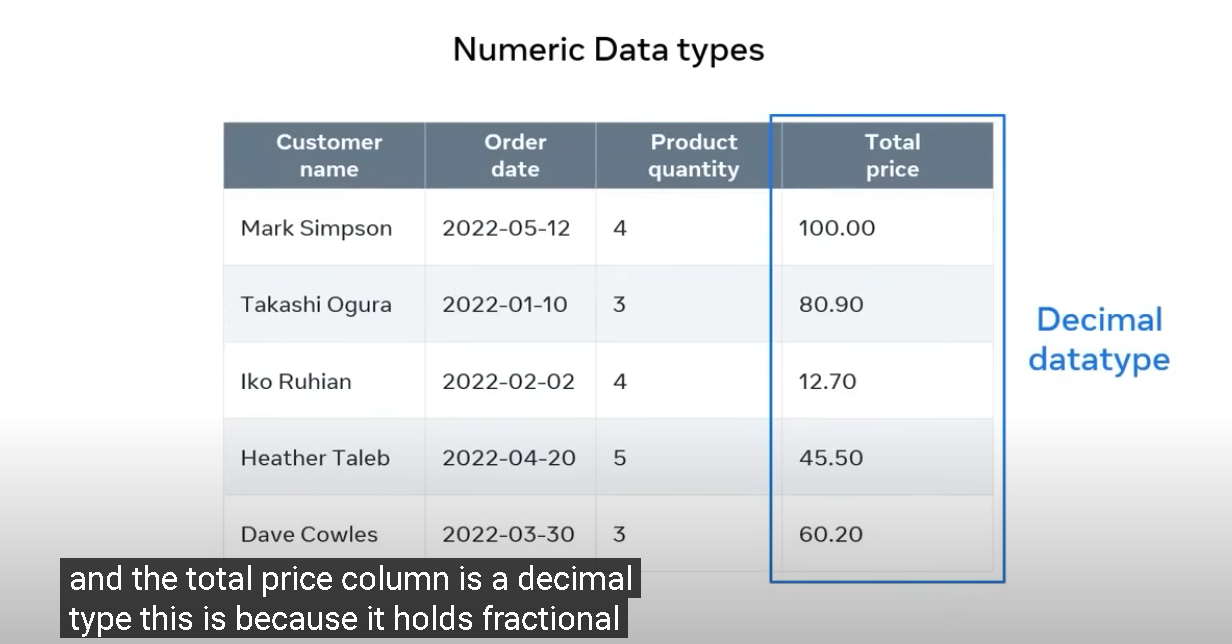 Numeric Data types
Customer name Order date Product quantity Total price
Mark Simpson 2022-05-12 4 100.00
Takashi Ogura 2022-01-10 3 80.90
Iko Ruhian 2022-02-02 4 12.70
Heather Taleb 2022-04-20 5 45.50
Dave Cowles 2022-03-30 3 60.20
Decimal
datatype
and the total price column is a decimal
type this is because it holds fractional